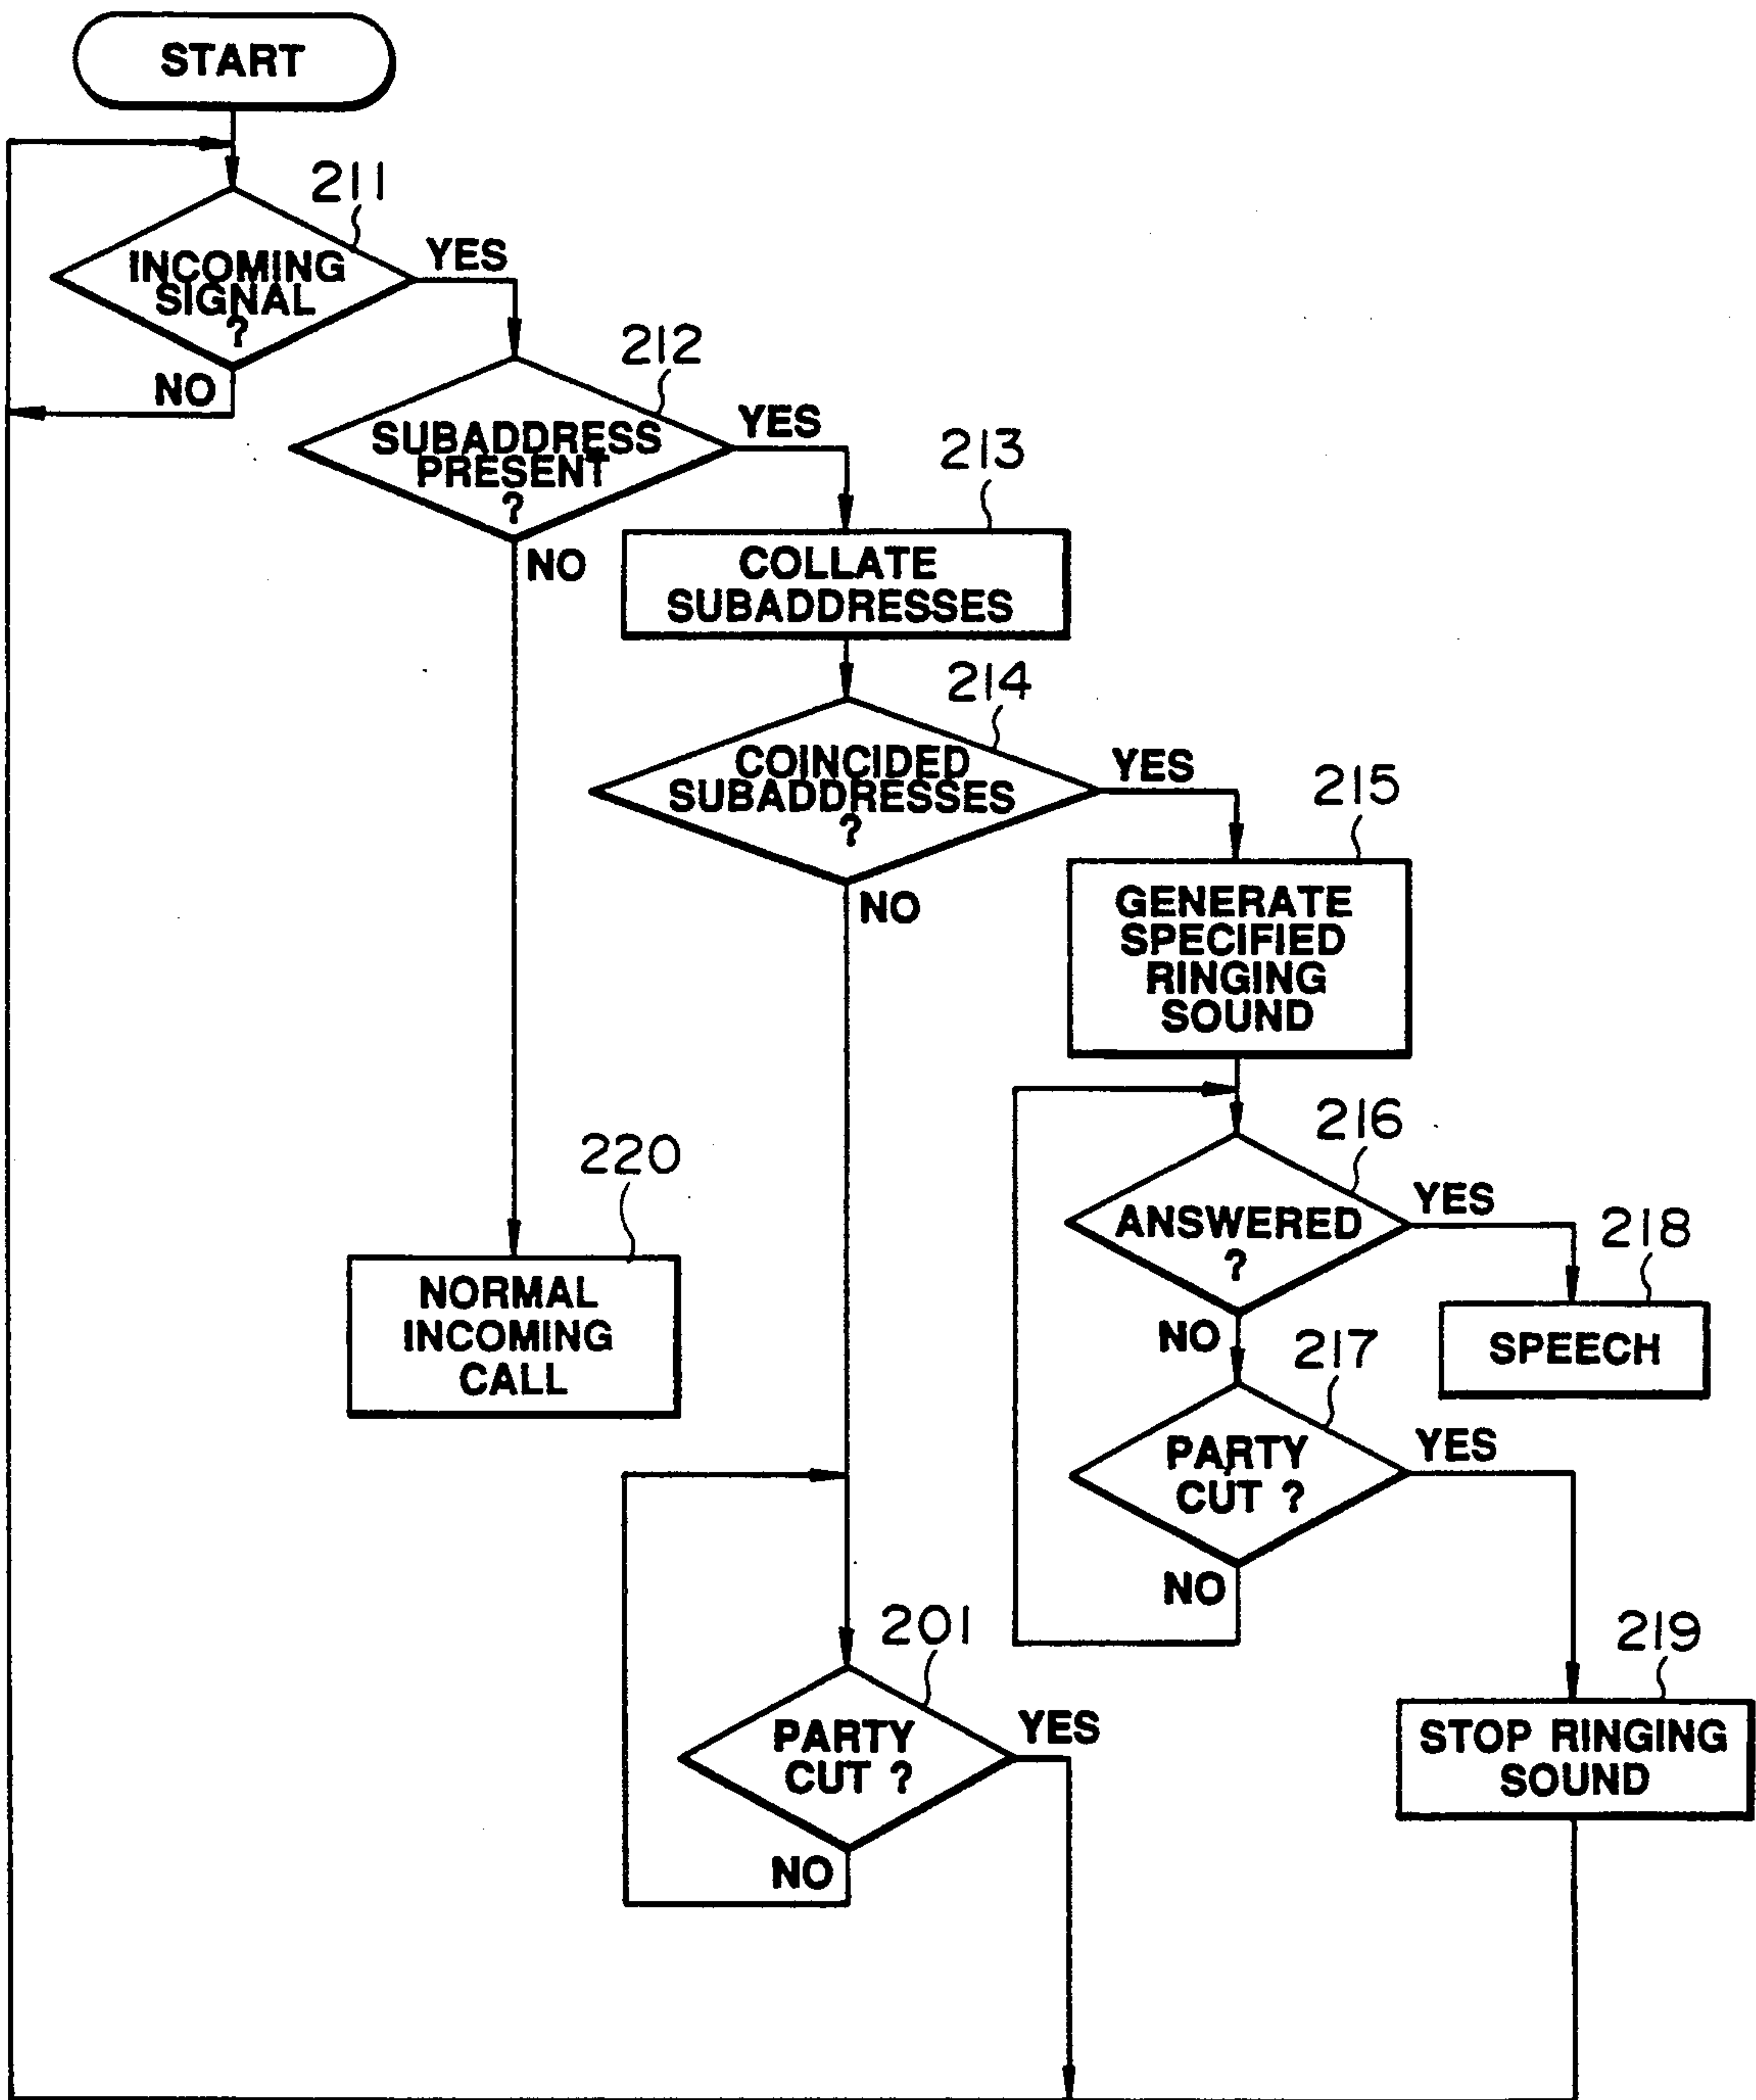 START
211
INCOMING
SIGNAL
?
YES
NO
212
SUBADDRESS
PRESENT
?
YES
NO
213
COLLATE
SUBADDRESSES
214
COINCIDED
SUBADDRESSES
?
YES
NO
215
GENERATE
SPECIFIED
RINGING
SOUND
216
ANSWERED
?
YES
NO
218
SPEECH
217
PARTY
CUT ?
YES
NO
220
NORMAL
INCOMING
CALL
201
PARTY
CUT ?
YES
NO
219
STOP RINGING
SOUND